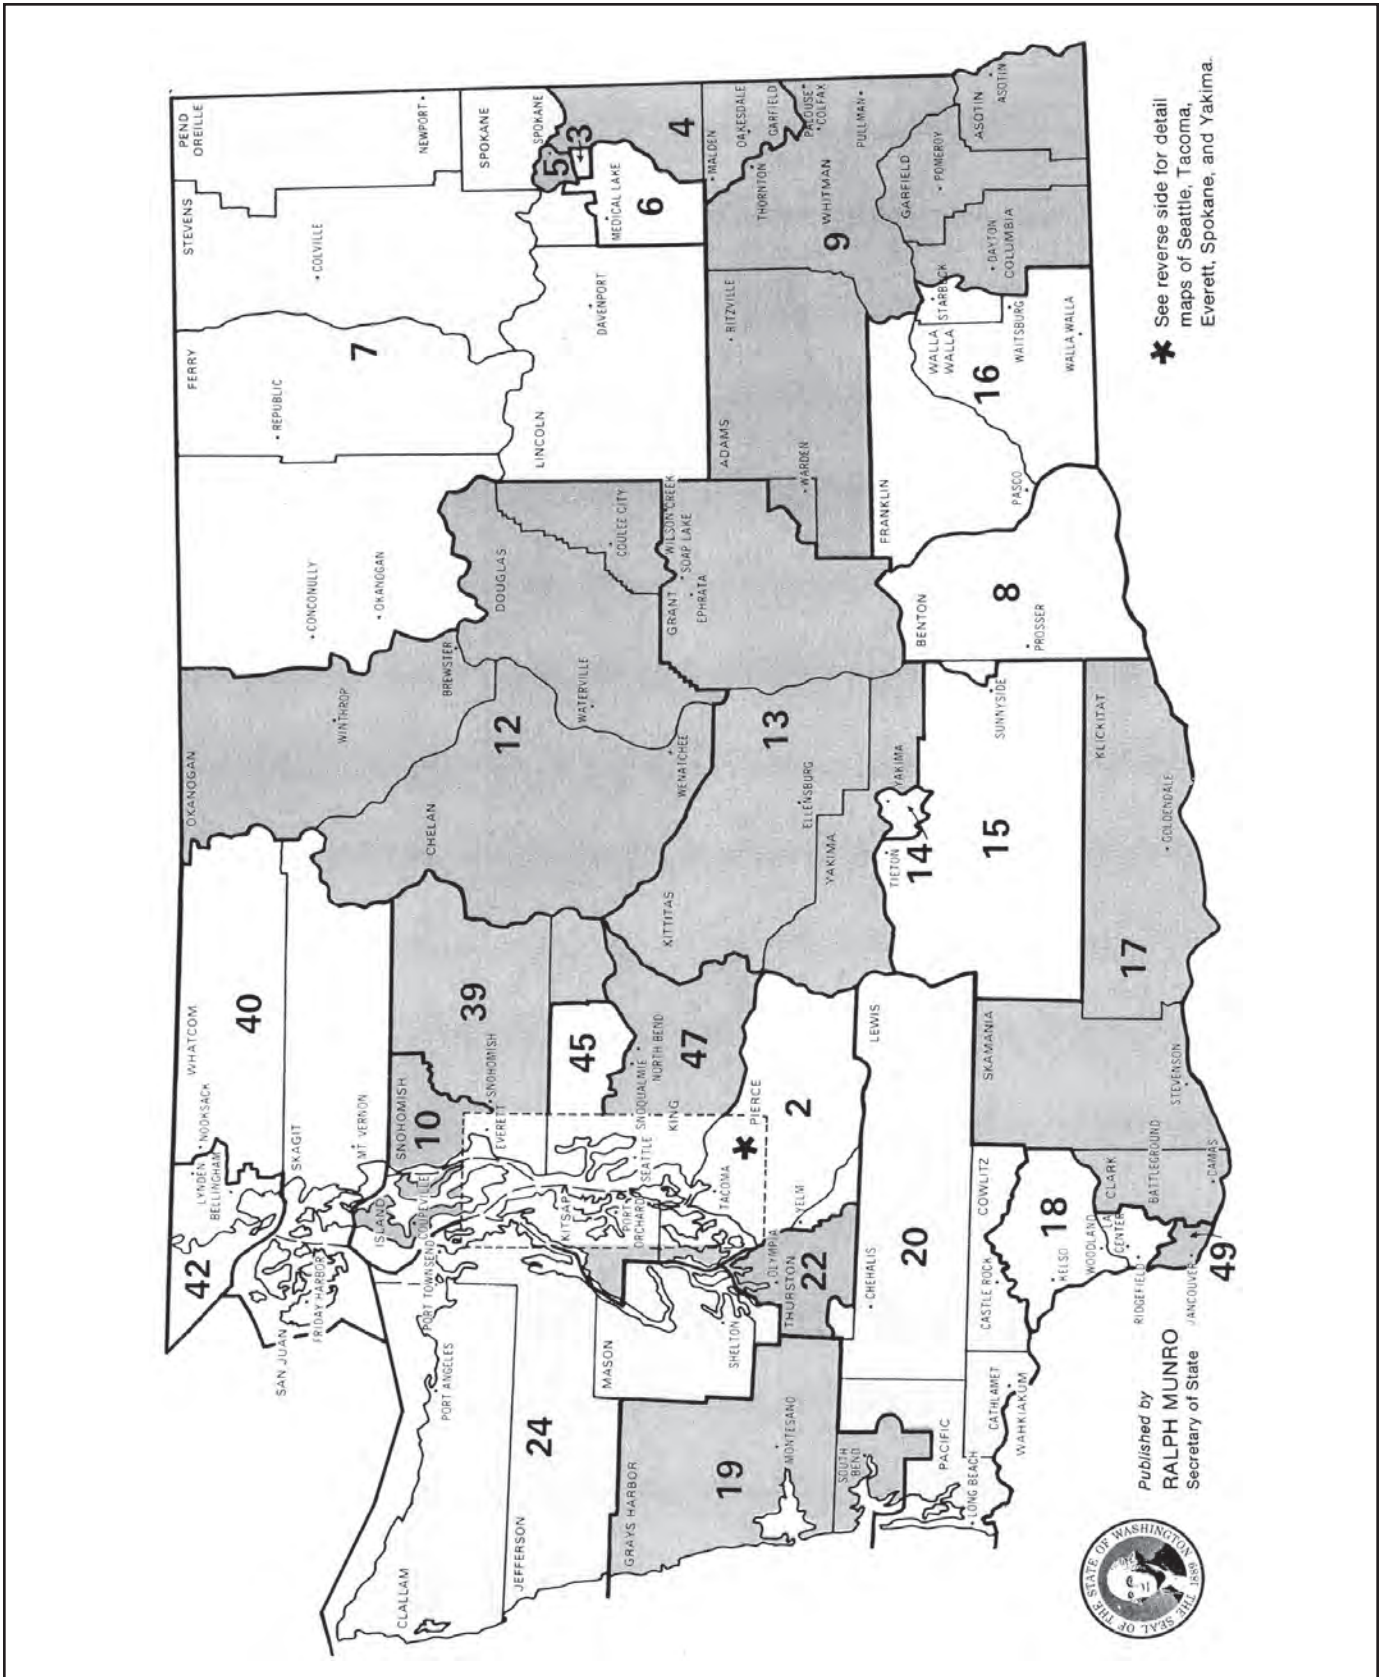 42
LYNDEN
NOOKSACK
BELLINGHAM
WHATCOM
40
OKANOGAN
FERRY
STEVENS
PEND
OREILLE
SAN JUAN
FRIDAY HARBOR
SKAGIT
MT. VERNON
WINTHROP
CONCONULLY
OKANOGAN
REPUBLIC
7
COLVILLE
NEWPORT
CLALLAM
PORT ANGELES
PORT TOWNSEND
ISLAND
COUPEVILLE
SNOHOMISH
10
39
SNOHOMISH
EVERETT
CHELAN
BREWSTER
12
DOUGLAS
WATERVILLE
WENATCHEE
COULEE CITY
LINCOLN
DAVENPORT
SPOKANE
SPOKANE
5
3
4
MEDICAL LAKE
6
JEFFERSON
24
KITSAP
PORT
ORCHARD
SEATTLE
45
SNOQUALMIE
NORTH BEND
KING
47
MASON
SHELTON
GRAYS HARBOR
19
MONTESANO
TACOMA
* PIERCE
2
KITTITAS
ELLENSBURG
13
YAKIMA
YAKIMA
GRANT
WILSON CREEK
SOAP LAKE
EPHRATA
WARDEN
ADAMS
RITZVILLE
MALDEN
OAKESDALE
THORNTON
GARFIELD
PALOUSE
COLFAX
WHITMAN
9
PULLMAN
OLYMPIA
THURSTON
22
YELM
SOUTH
BEND
CHEHALIS
20
LEWIS
TIETON
14
FRANKLIN
BENTON
8
PROSSER
SUNNYSIDE
15
PASCO
WALLA
WALLA
STARBUCK
16
WAITSBURG
WALLA WALLA
GARFIELD
POMEROY
DAYTON
COLUMBIA
ASOTIN
ASOTIN
PACIFIC
LONG BEACH
CATHLAMET
WAHKIAKUM
CASTLE ROCK
COWLITZ
KELSO
18
WOODLAND
LA
CENTER
CLARK
RIDGEFIELD
BATTLEGROUND
SKAMANIA
STEVENSON
CAMAS
VANCOUVER
49
KLICKITAT
17
GOLDENDALE
THE SEAL OF THE STATE OF WASHINGTON
1889
Published by
RALPH MUNRO
Secretary of State
* See reverse side for detail
maps of Seattle, Tacoma,
Everett, Spokane, and Yakima.